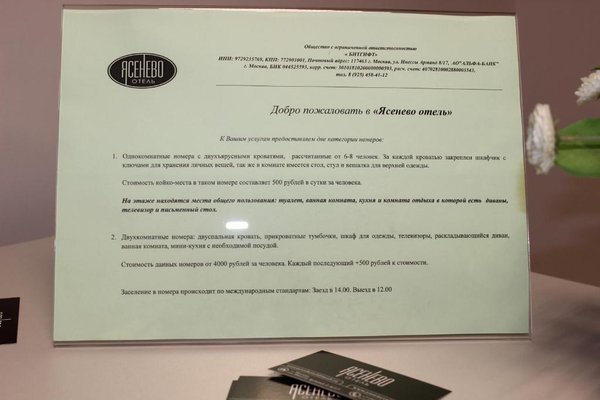 ЯСЕНЕВО
ОТЕЛЬ
Общество с ограниченной ответственностью
« БИТГИФТ»
ИНН: 9729235769, КПП: 772901001, Почтовый адрес: 117463 г. Москва, ул. Инессы Арманд 8/17, АО"АЛЬФА-БАНК"
г. Москва, БИК 044525593, корр. счет: 30101810200000000593, расч. счет: 40702810002880003543,
тел. 8 (925) 458-41-12
Добро пожаловать в «Ясенево отель»
К Вашим услугам предоставляем две категории номеров:
1. Однокомнатные номера с двухъярусными кроватями, рассчитанные от 6-8 человек. За каждой кроватью закреплен шкафчик с
ключами для хранения личных вещей, так же в комнате имеется стол, стул и вешалка для верхней одежды.
Стоимость койко-места в таком номере составляет 500 рублей в сутки за человека.
На этаже находятся места общего пользования: туалет, ванная комната, кухня и комната отдыха в которой есть диваны,
телевизор и письменный стол.
2. Двухкомнатные номера: двуспальная кровать, прикроватные тумбочки, шкаф для одежды, телевизоры, раскладывающийся диван,
ванная комната, мини-кухня с необходимой посудой.
Стоимость данных номеров от 4000 рублей за человека. Каждый последующий +500 рублей к стоимости.
Заселение в номера происходит по международным стандартам: Заезд в 14.00. Выезд в 12.00
ЯСЕНЕВО
ОТЕЛЬ
ЯСЕНЕВО